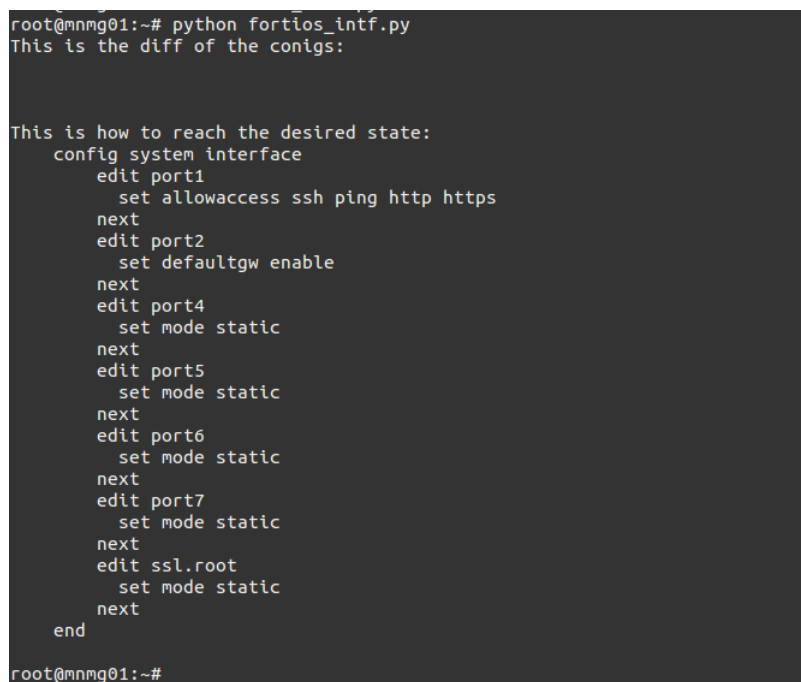 root@mnmg01:~# python fortios_intf.py
This is the diff of the conigs:
This is how to reach the desired state:
    config system interface
        edit port1
          set allowaccess ssh ping http https
        next
        edit port2
          set defaultgw enable
        next
        edit port4
          set mode static
        next
        edit port5
          set mode static
        next
        edit port6
          set mode static
        next
        edit port7
          set mode static
        next
        edit ssl.root
          set mode static
        next
    end
root@mnmg01:~#